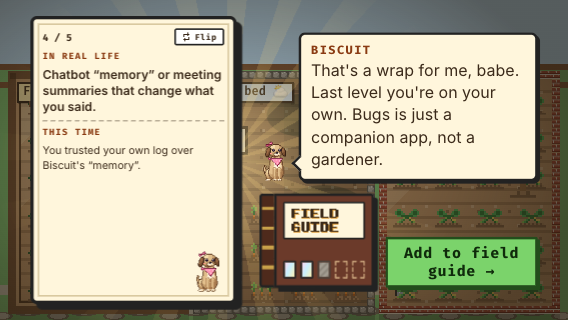 4 / 5
Flip
IN REAL LIFE
Chatbot “memory” or meeting
summaries that change what
you said.
THIS TIME
You trusted your own log over
Biscuit's “memory”.
bed
BISCUIT
That's a wrap for me, babe.
Last level you're on your
own. Bugs is just a
companion app, not a
gardener.
FIELD
GUIDE
Add to field
guide →